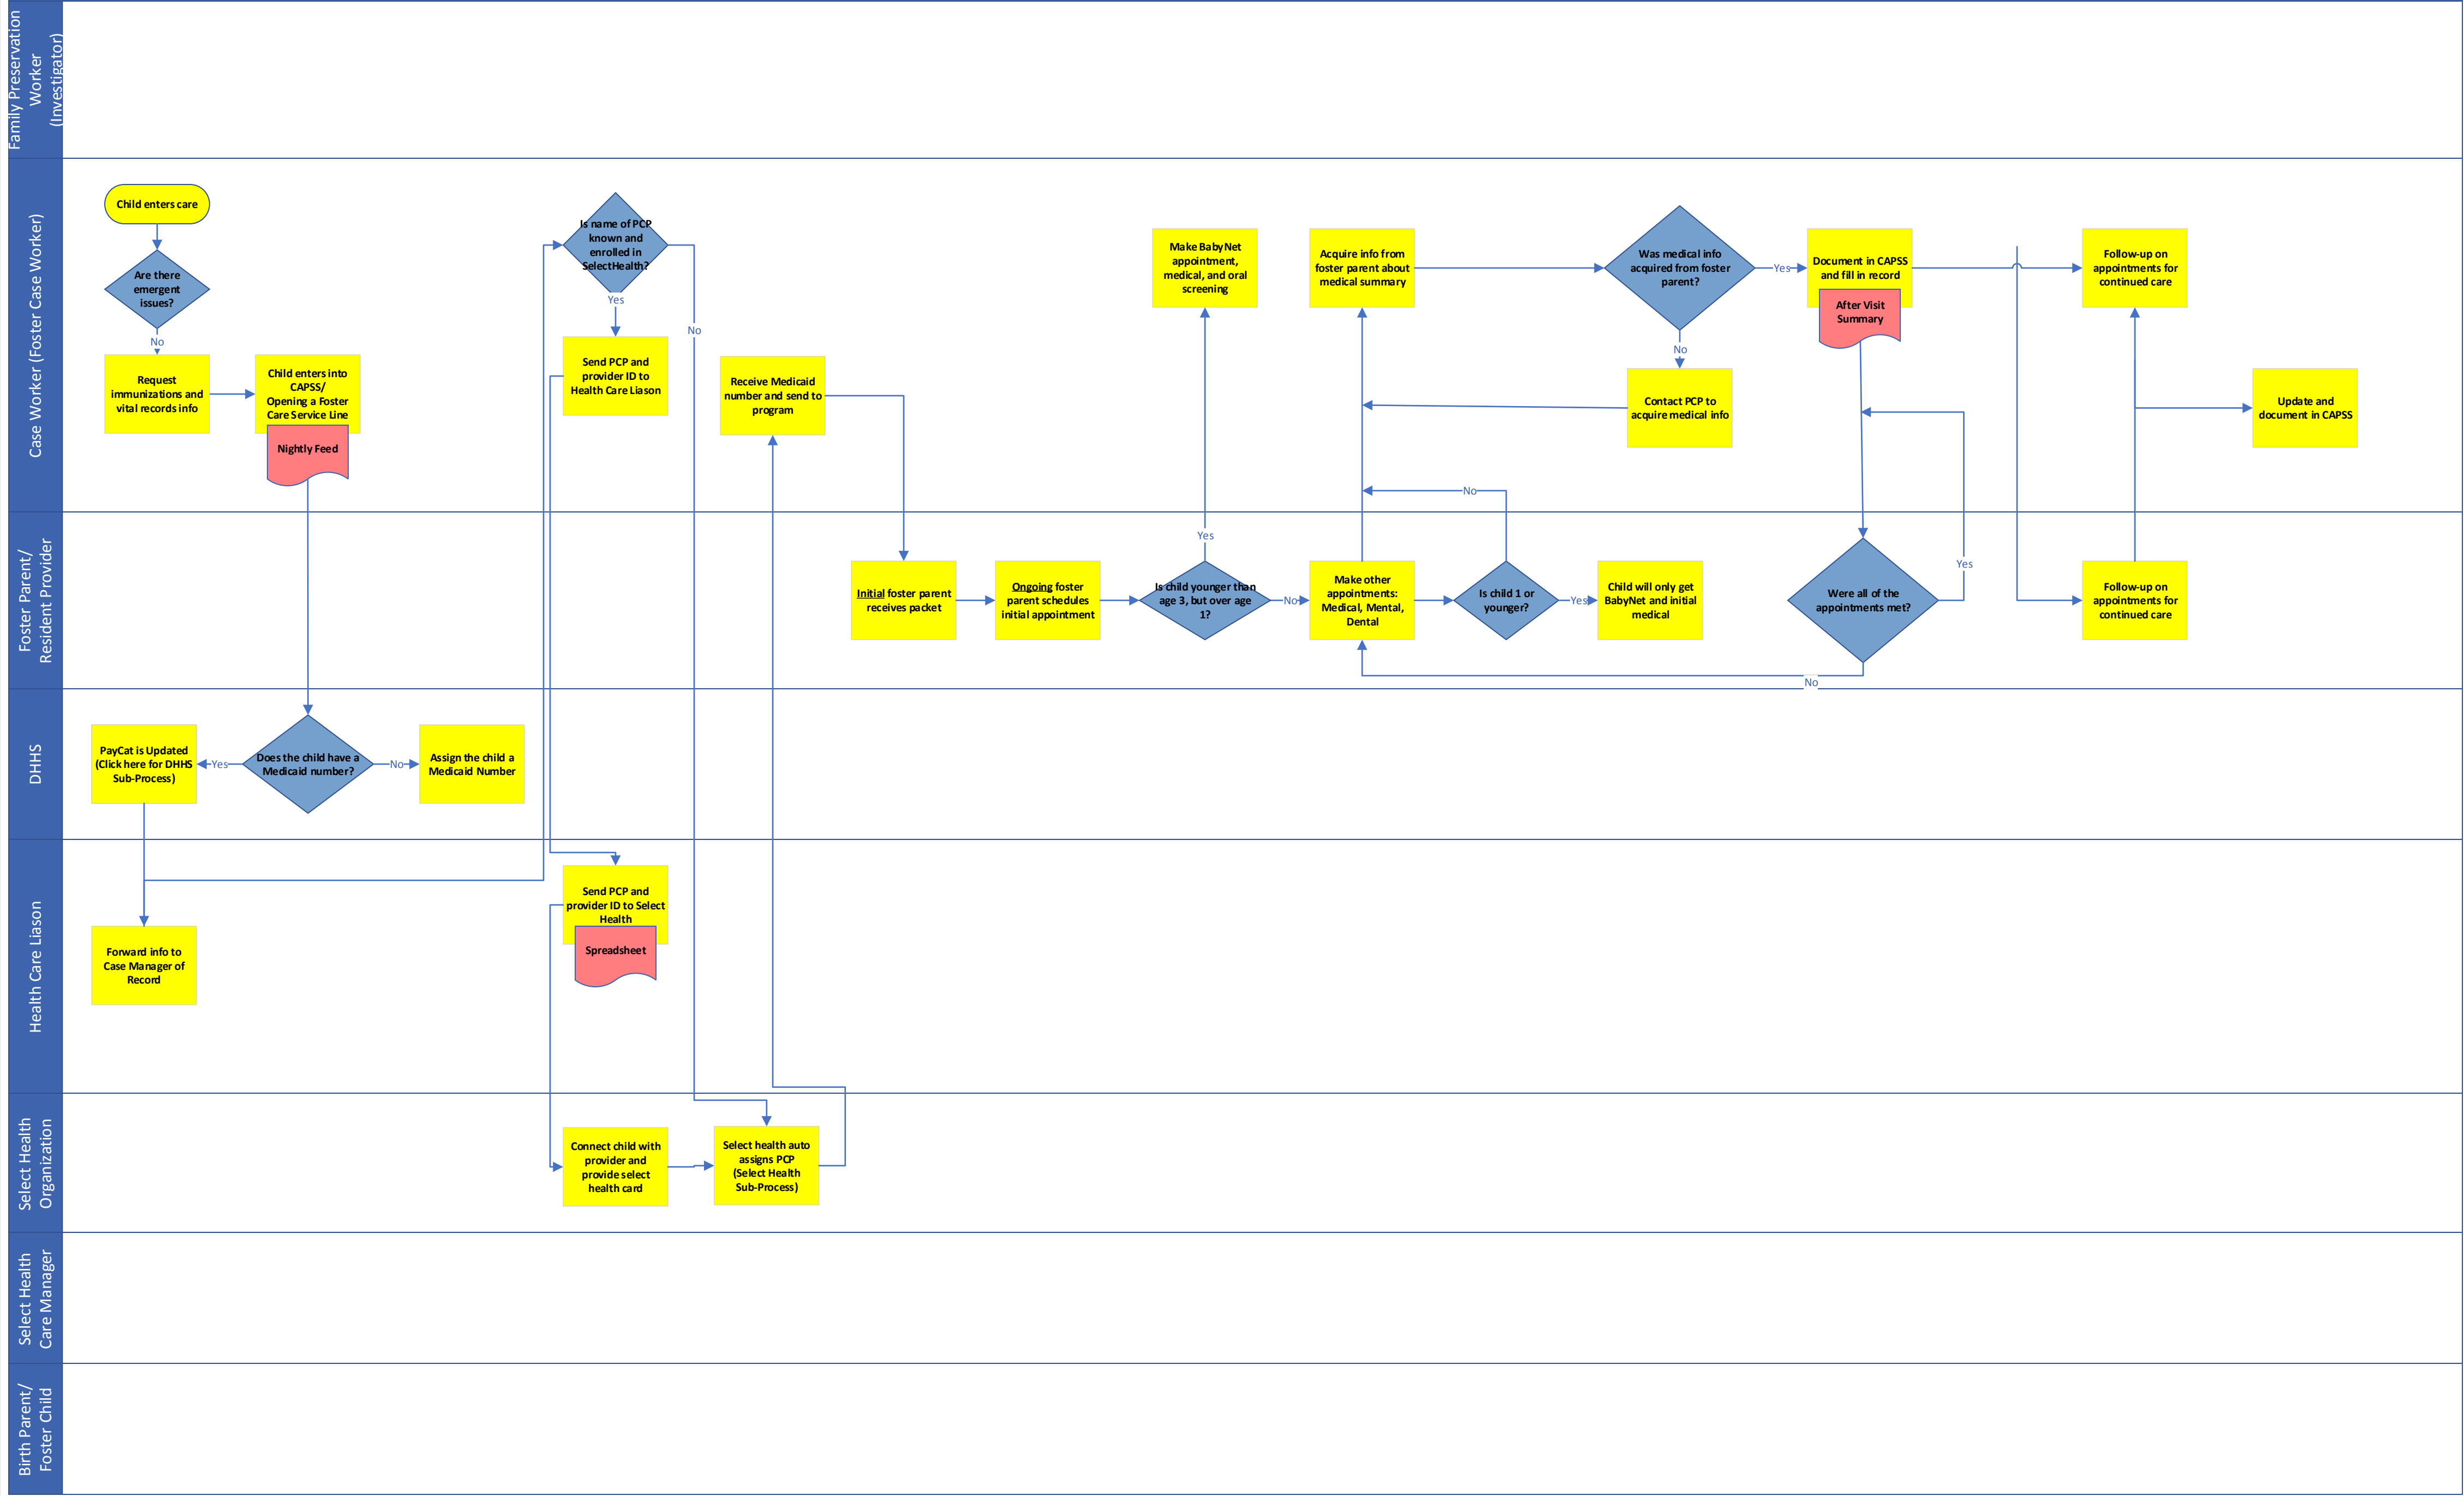 Family Preservation
Worker
(Investigator)
Case Worker (Foster Case Worker)
Child enters care
Are there
emergent
issues?
No
Request
immunizations and
vital records info
Child enters into
CAPSS/
Opening a Foster
Care Service Line
Nightly Feed
Is name of PCP
known and
enrolled in
SelectHealth?
Yes
No
Send PCP and
provider ID to
Health Care Liason
Receive Medicaid
number and send to
program
Make BabyNet
appointment,
medical, and oral
screening
Acquire info from
foster parent about
medical summary
Was medical info
acquired from foster
parent?
Yes
No
Contact PCP to
acquire medical info
Document in CAPSS
and fill in record
After Visit
Summary
Follow-up on
appointments for
continued care
Update and
document in CAPSS
Foster Parent/
Resident Provider
Initial foster parent
receives packet
Ongoing foster
parent schedules
initial appointment
Is child younger than
age 3, but over age
1?
Yes
No
Make other
appointments:
Medical, Mental,
Dental
Is child 1 or
younger?
No
Yes
Child will only get
BabyNet and initial
medical
Were all of the
appointments met?
Yes
No
Follow-up on
appointments for
continued care
DHHS
PayCat is Updated
(Click here for DHHS
Sub-Process)
Yes
Does the child have a
Medicaid number?
No
Assign the child a
Medicaid Number
Health Care Liason
Forward info to
Case Manager of
Record
Send PCP and
provider ID to Select
Health
Spreadsheet
Select Health
Organization
Connect child with
provider and
provide select
health card
Select health auto
assigns PCP
(Select Health
Sub-Process)
Select Health
Care Manager
Birth Parent/
Foster Child